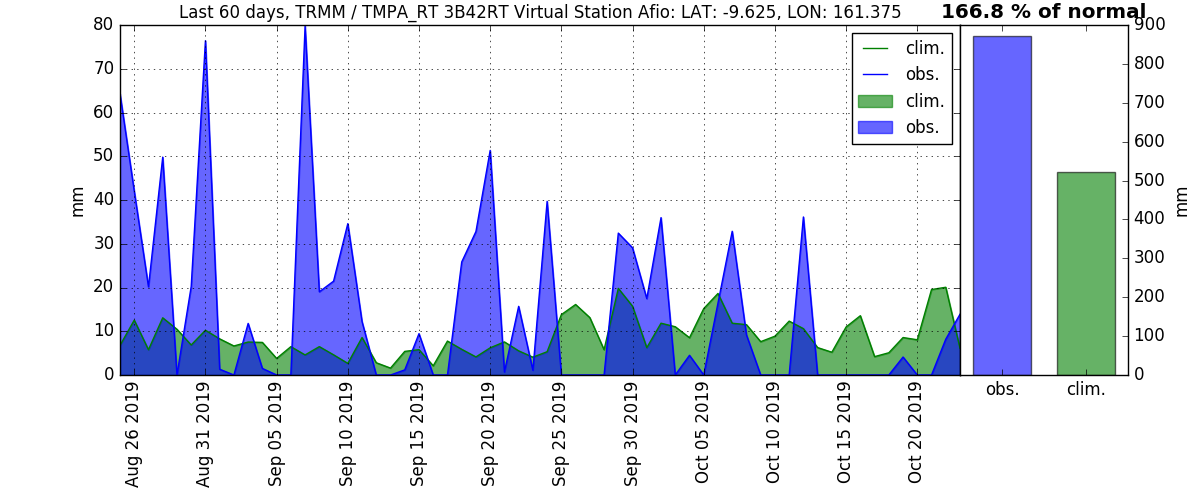 Last 60 days, TRMM / TMPA_RT 3B42RT Virtual Station Afio: LAT: -9.625, LON: 161.375
166.8 % of normal
80
70
60
50
40
30
20
10
0
mm
clim.
obs.
clim.
obs.
Aug 26 2019
Aug 31 2019
Sep 05 2019
Sep 10 2019
Sep 15 2019
Sep 20 2019
Sep 25 2019
Sep 30 2019
Oct 05 2019
Oct 10 2019
Oct 15 2019
Oct 20 2019
900
800
700
600
500
400
300
200
100
0
mm
obs.
clim.